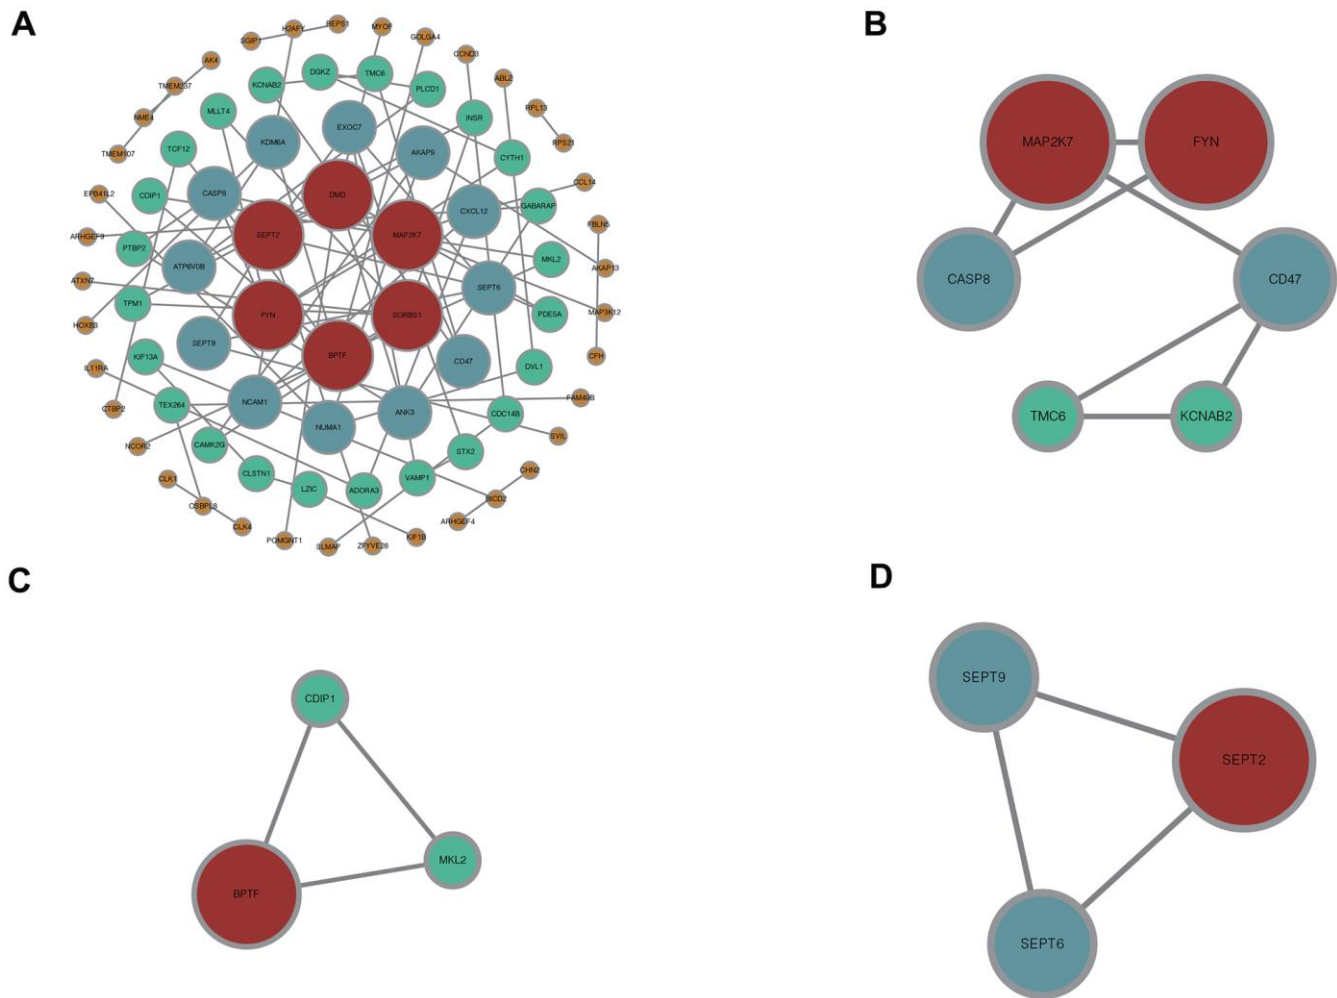 A
B
REPS1
H2AFY
SGIP1
MYOF
GOLGA4
CCND3
ABL2
AK4
TMEM237
NME4
TMEM107
RPL13
RPS21
DGKZ
TMC6
KCNAB2
PLCD1
MLLT4
INSR
EXOC7
KDM6A
AKAP9
TCF12
CYTH1
CCL14
EPB41L2
CDIP1
CASP8
DMD
CXCL12
GABARAP
FBLN5
ARHGEF9
PTBP2
SEPT2
MAP2K7
MKL2
AKAP13
ATP6V0B
ATXN7
SEPT6
TPM1
MAP3K12
FYN
SORBS1
PDE5A
HOXB3
SEPT9
BPTF
KIF13A
CD47
CFH
IL11RA
DVL1
TEX264
NCAM1
FAM49B
CTBP2
ANK3
CDC14B
NUMA1
NCOR2
CAMK2G
SVIL
STX2
CLSTN1
VAMP1
CHN2
CLK1
LZIC
ADORA3
BICD2
OSBPL8
ARHGEF4
CLK4
KIF1B
POMGNT1
SLMAP
ZFYVE28
MAP2K7
FYN
CASP8
CD47
TMC6
KCNAB2
C
D
CDIP1
MKL2
BPTF
SEPT9
SEPT2
SEPT6